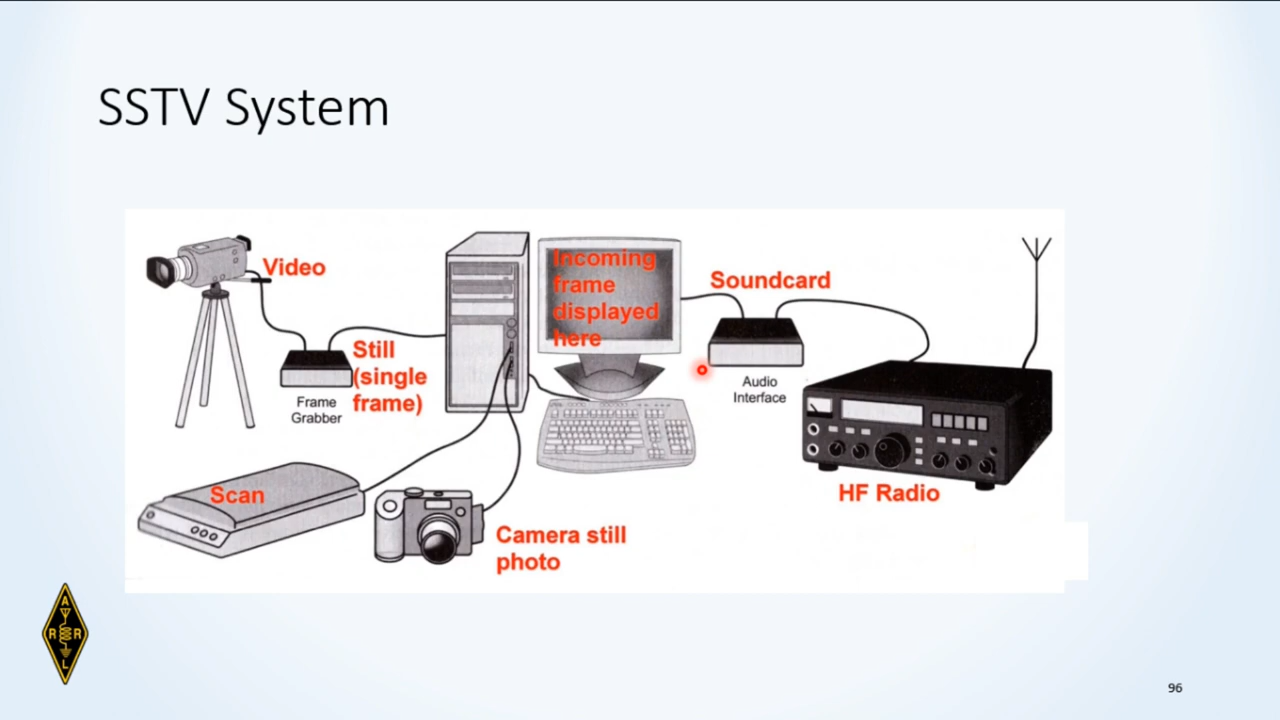 SSTV System
Video
Still
(single
frame)
Frame
Grabber
Incoming
frame
displayed
here
Soundcard
Audio
Interface
Scan
Camera still
photo
HF Radio
A
R R
L
96